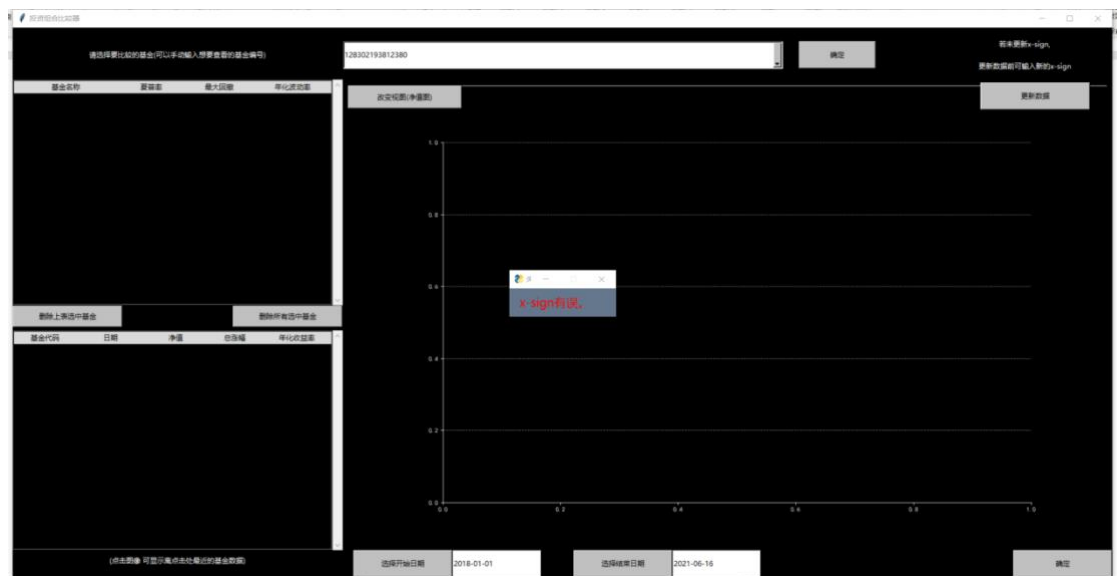 请选择要比较的基金(可以手动输入想要查看的基金编号)
128302193812380
确定
若未更新x-sign,
更新数据前可输入新的x-sign
更新数据
基金名称 夏普率 最大回撤 年化波动率
改变视图(净值图)
1.0
0.8
0.6
0.4
0.2
0.0
0.0 0.2 0.4 0.6 0.8 1.0
x-sign有误。
删除上表选中基金
删除所有选中基金
基金代码 日期 净值 总涨幅 年化收益率
(点击图像 可显示离点击处最近的基金数据)
选择开始日期
2018-01-01
选择结束日期
2021-06-16
确定